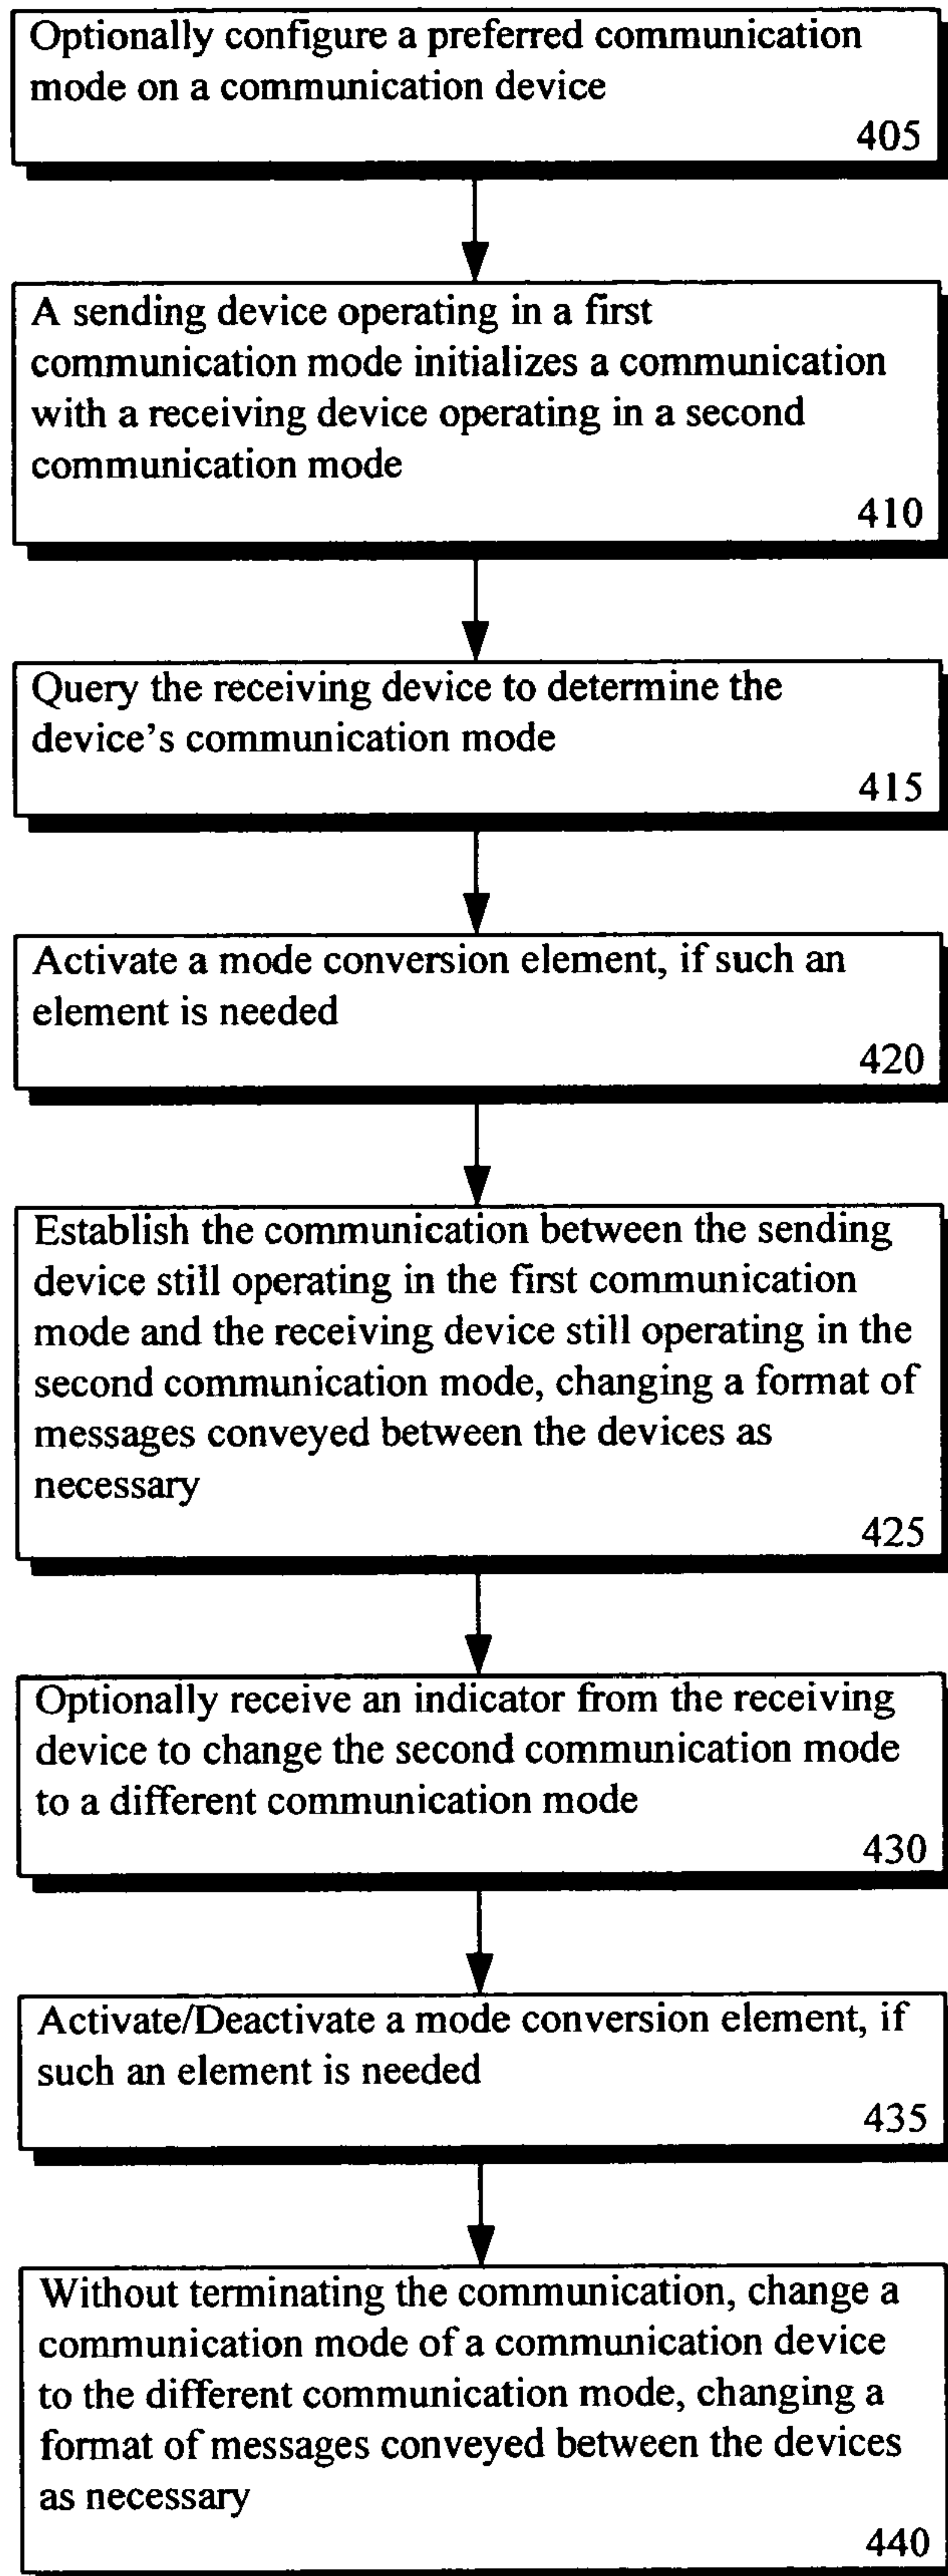 Optionally configure a preferred communication
mode on a communication device
405
A sending device operating in a first
communication mode initializes a communication
with a receiving device operating in a second
communication mode
410
Query the receiving device to determine the
device's communication mode
415
Activate a mode conversion element, if such an
element is needed
420
Establish the communication between the sending
device still operating in the first communication
mode and the receiving device still operating in the
second communication mode, changing a format of
messages conveyed between the devices as
necessary
425
Optionally receive an indicator from the receiving
device to change the second communication mode
to a different communication mode
430
Activate/Deactivate a mode conversion element, if
such an element is needed
435
Without terminating the communication, change a
communication mode of a communication device
to the different communication mode, changing a
format of messages conveyed between the devices
as necessary
440